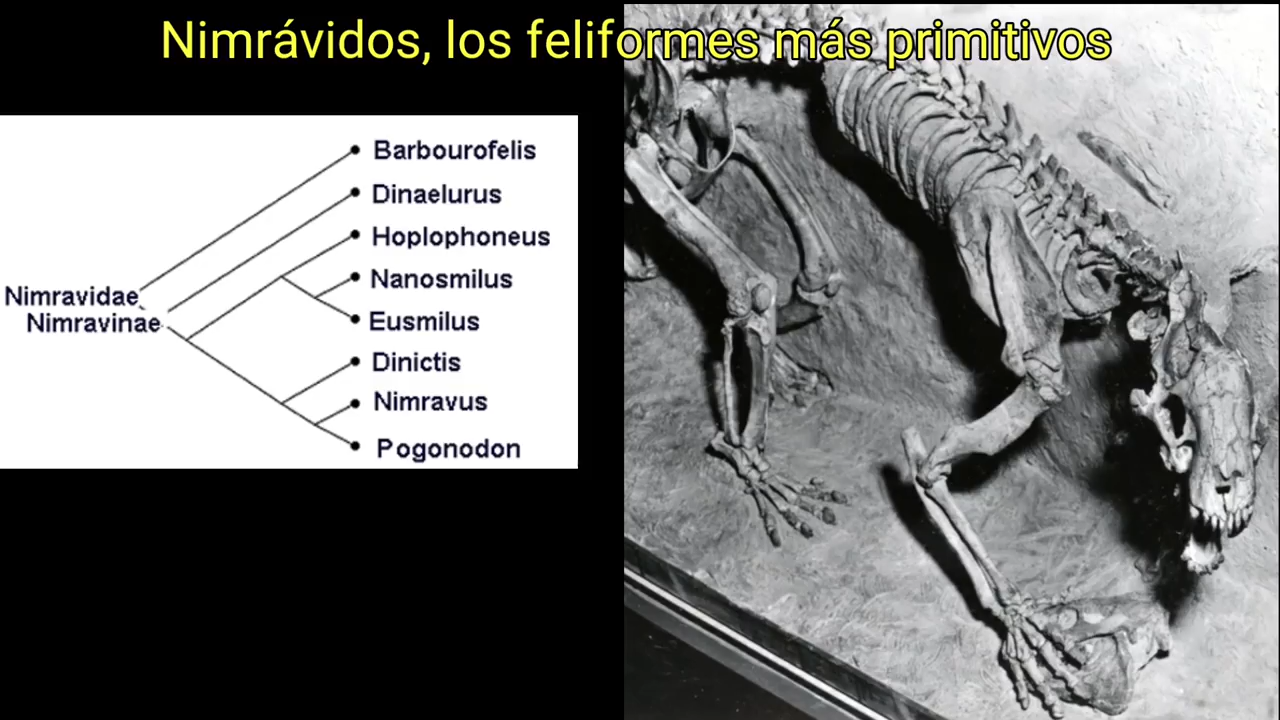 Nimrávidos, los feliformes más primitivos
Barbourofelis
Dinaelurus
Hoplophoneus
Nanosmilus
Nimravidae
Nimravinae
Eusmilus
Dinictis
Nimravus
Pogonodon